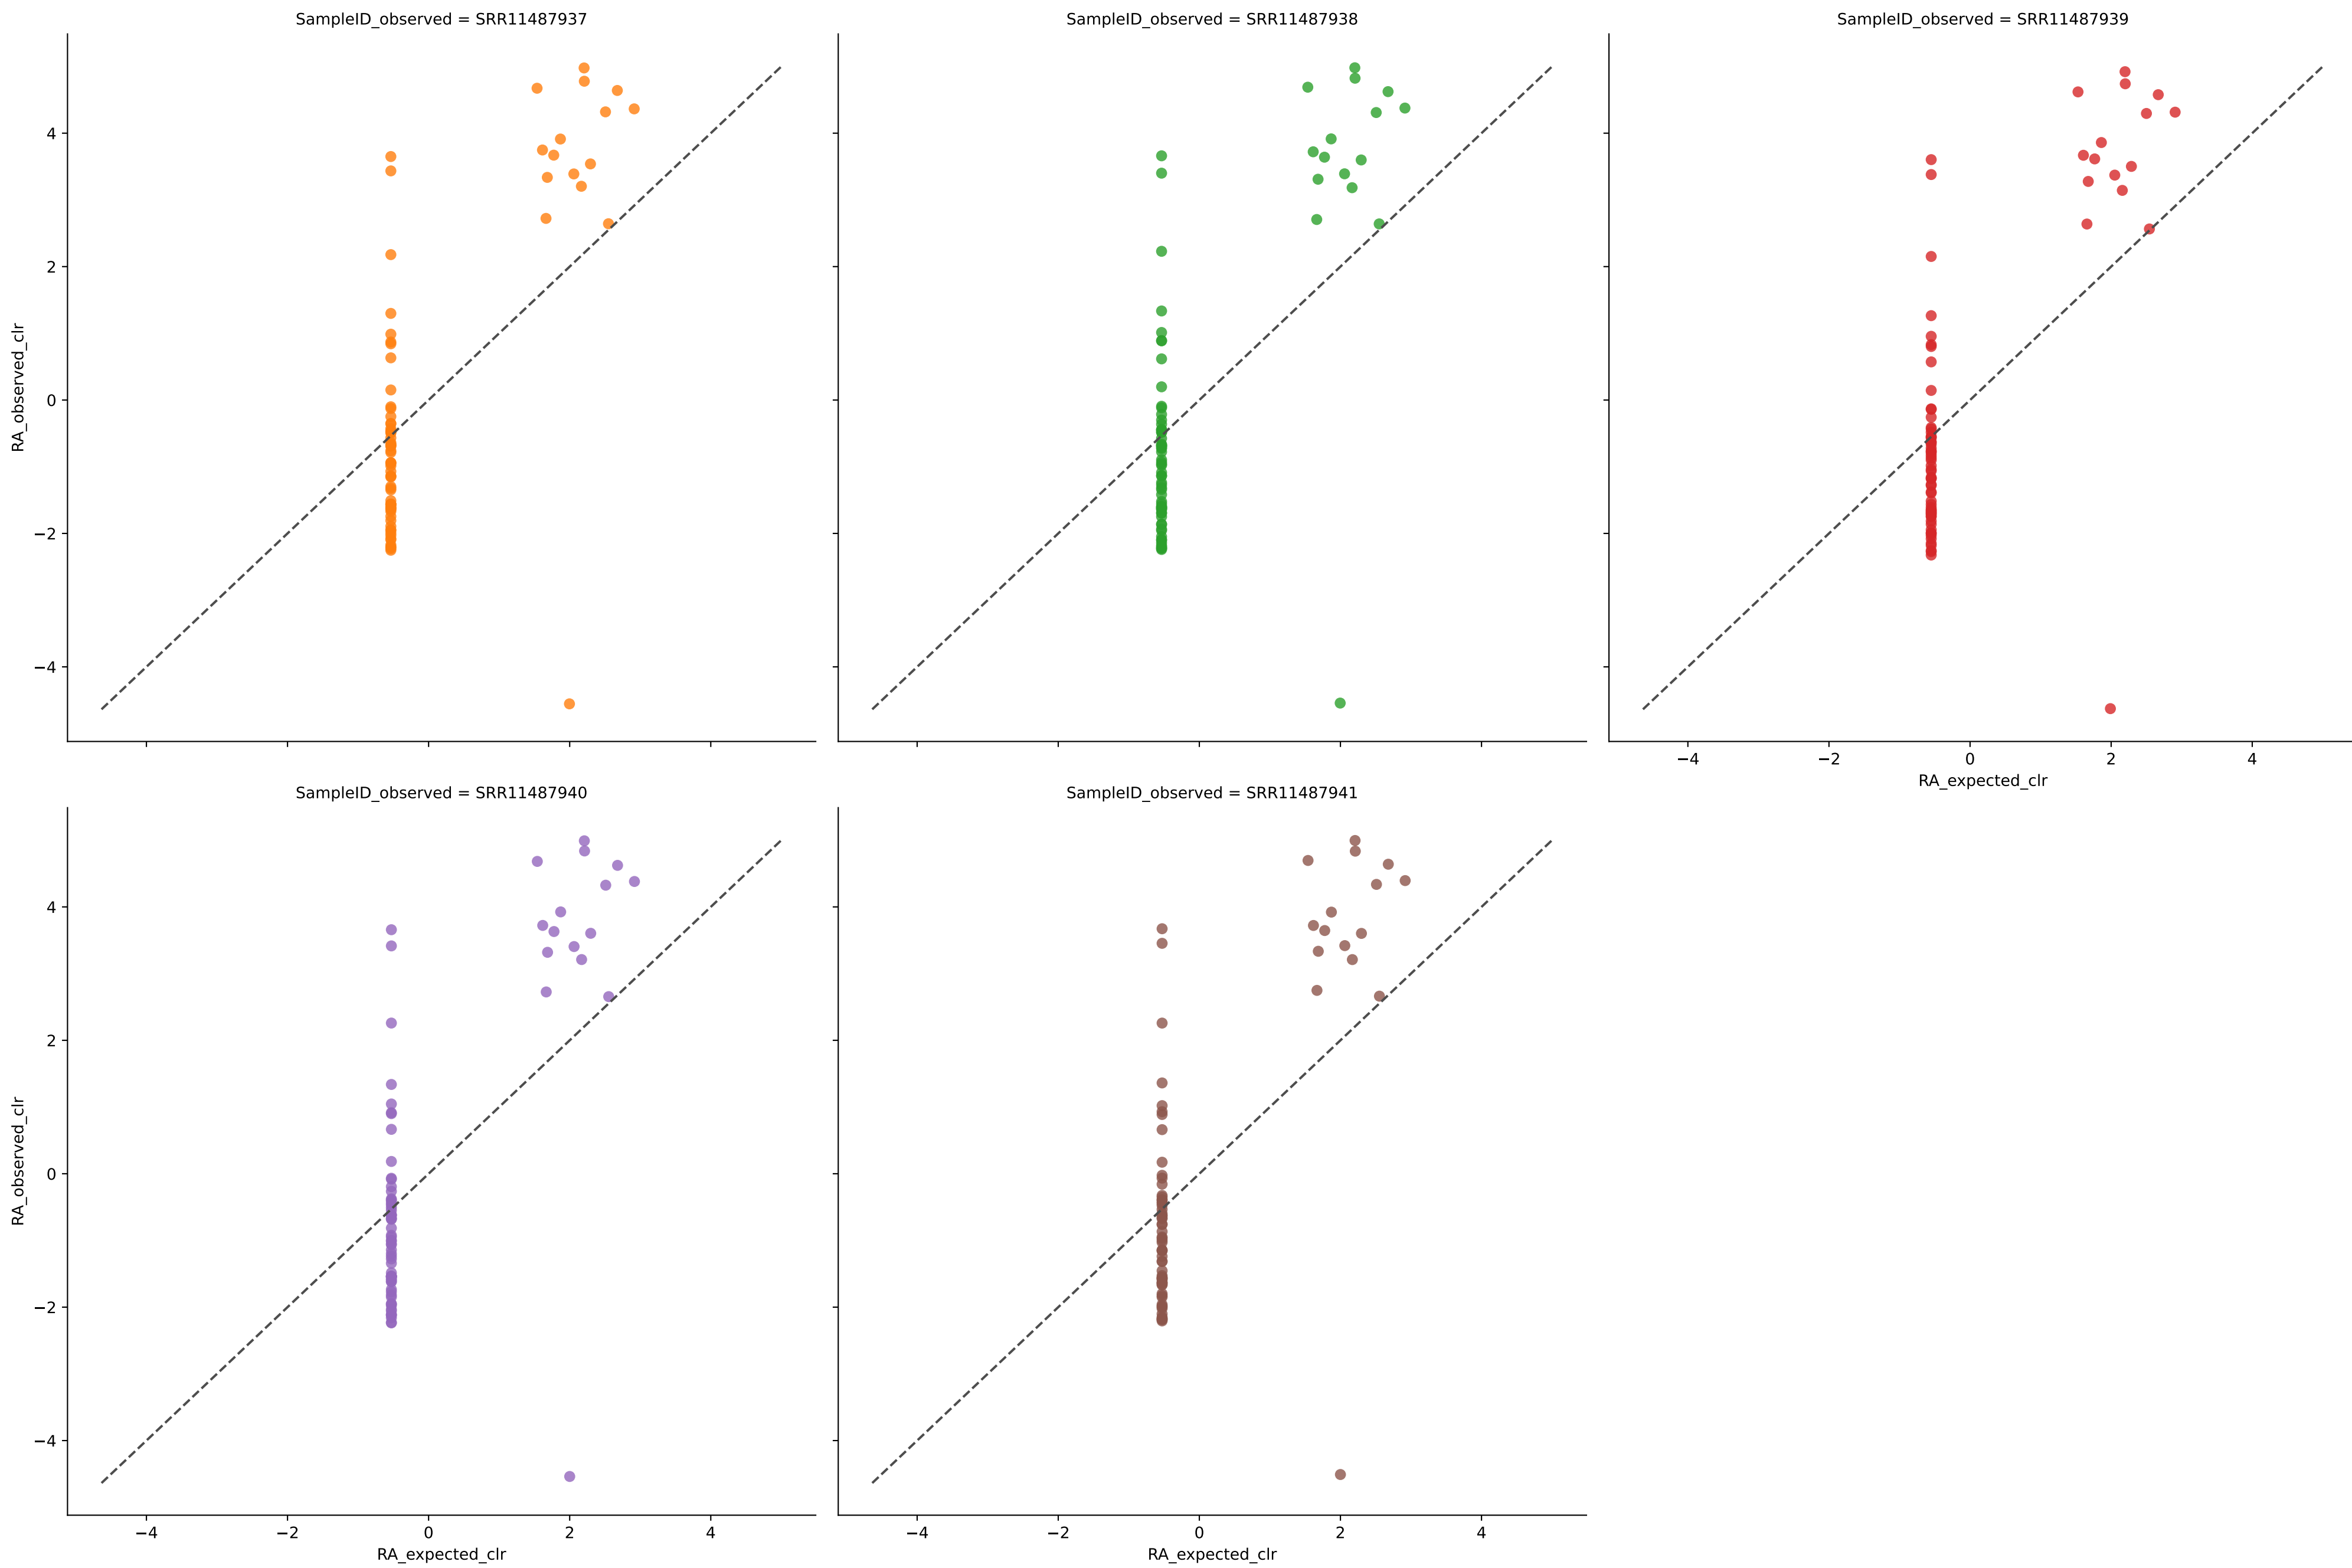 SampleID_observed = SRR11487937
SampleID_observed = SRR11487938
SampleID_observed = SRR11487939
RA_observed_clr
4
2
0
−2
−4
−4
−2
0
2
4
RA_expected_clr
SampleID_observed = SRR11487940
SampleID_observed = SRR11487941
RA_observed_clr
4
2
0
−2
−4
−4
−2
0
2
4
RA_expected_clr
−4
−2
0
2
4
RA_expected_clr